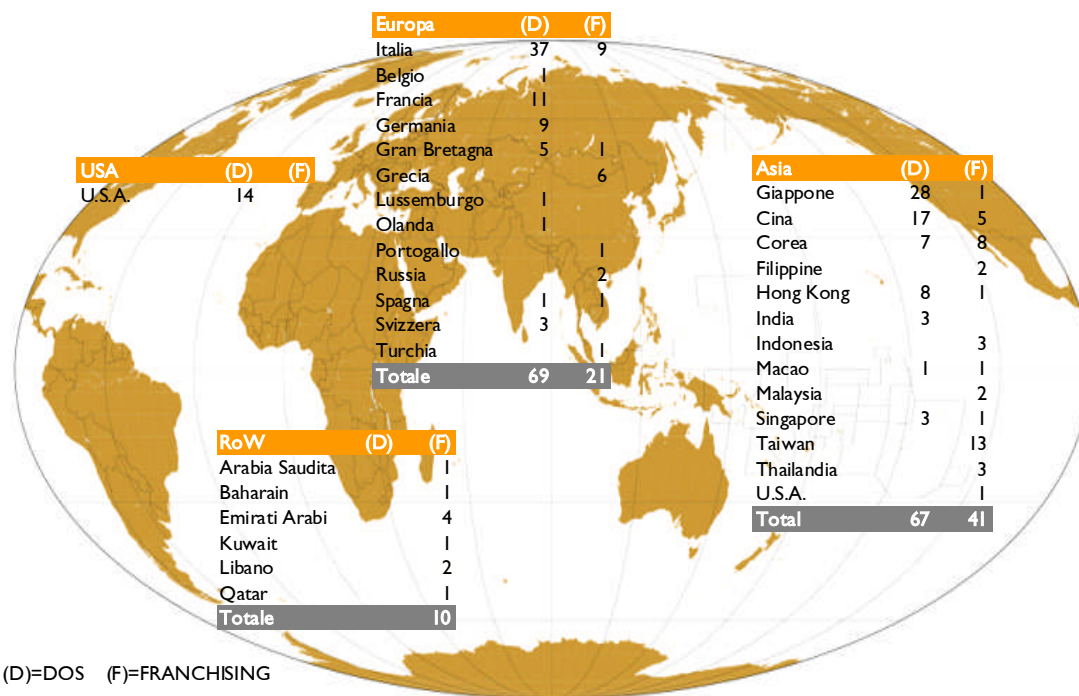 Europa (D) (F)
Italia 37 9
Belgio 1
Francia 11
Germania 9
Gran Bretagna 5 1
Grecia 6
Lussemburgo 1
Olanda 1
Portogallo 1
Russia 2
Spagna 1 1
Svizzera 3
Turchia 1
Totale 69 21
USA (D) (F)
U.S.A. 14
Asia (D) (F)
Giappone 28 1
Cina 17 5
Corea 7 8
Filippine 2
Hong Kong 8 1
India 3
Indonesia 3
Macao 1 1
Malaysia 2
Singapore 3 1
Taiwan 13
Thailandia 3
U.S.A. 1
Total 67 41
RoW (D) (F)
Arabia Saudita 1
Baharain 1
Emirati Arabi 4
Kuwait 1
Libano 2
Qatar 1
Totale 10
(D)=DOS (F)=FRANCHISING